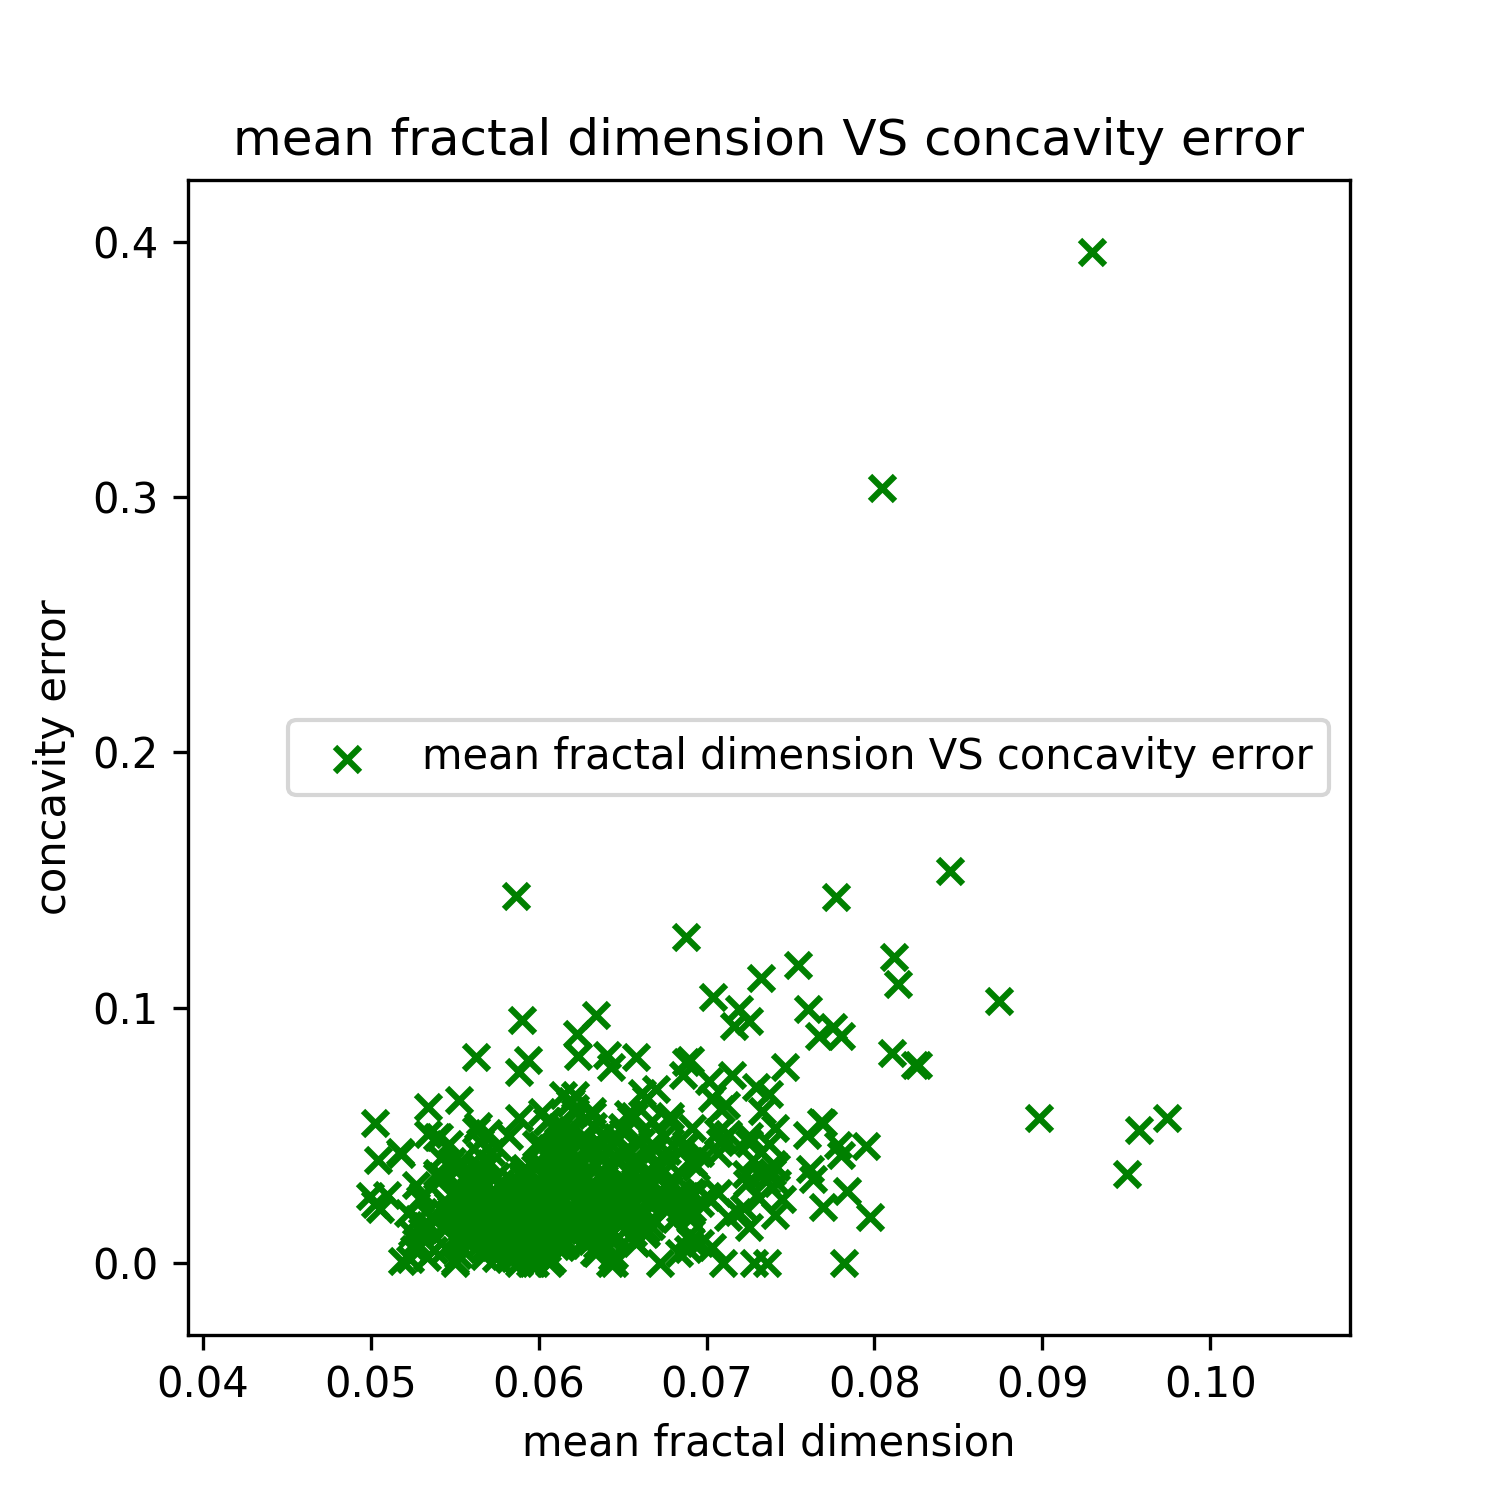 mean fractal dimension VS concavity error
0.4
0.3
0.2
0.1
0.0
concavity error
mean fractal dimension VS concavity error
0.04 0.05 0.06 0.07 0.08 0.09 0.10
mean fractal dimension